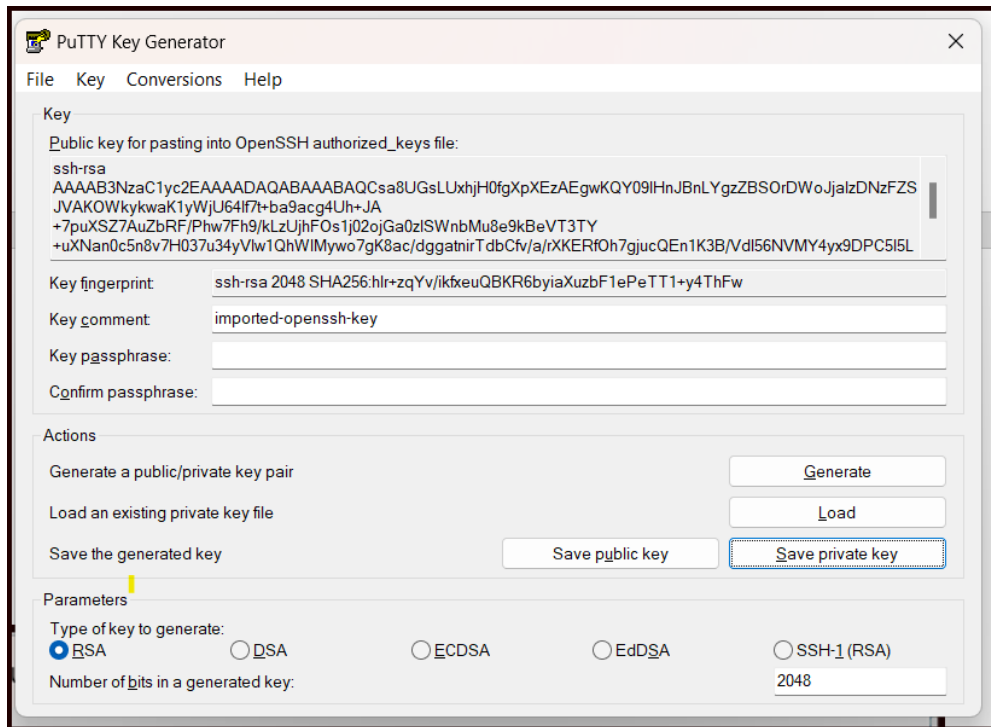 PuTTY Key Generator
File Key Conversions Help
Key
Public key for pasting into OpenSSH authorized_keys file:
ssh-rsa
AAAAB3NzaC1yc2EAAAADAQABAAABAQCsa8UGsLUxhjH0fgXpXEzAEgwKQY09IHnJBnLYgzZBSOrDWoJjalzDNzFZS
JVAKOWkykwaK1yWjU64lf7t+ba9acg4Uh+JA
+7puXSZ7AuZbRF/Phw7Fh9/kLzUjhFOs1j02ojGa0zlSWnbMu8e9kBeVT3TY
+uXNan0c5n8v7H037u34yVlw1QhWIMywo7gK8ac/dggatnirTdbCfv/a/rXKERfOh7gjucQEn1K3B/Vdl56NVMY4yx9DPC5I5L
Key fingerprint: ssh-rsa 2048 SHA256:hlr+zqYv/ikfxeuQBKR6byiaXuzbF1ePeTT1+y4ThFw
Key comment: imported-openssh-key
Key passphrase:
Confirm passphrase:
Actions
Generate a public/private key pair Generate
Load an existing private key file Load
Save the generated key Save public key Save private key
Parameters
Type of key to generate:
RSA DSA ECDSA EdDSA SSH-1 (RSA)
Number of bits in a generated key: 2048